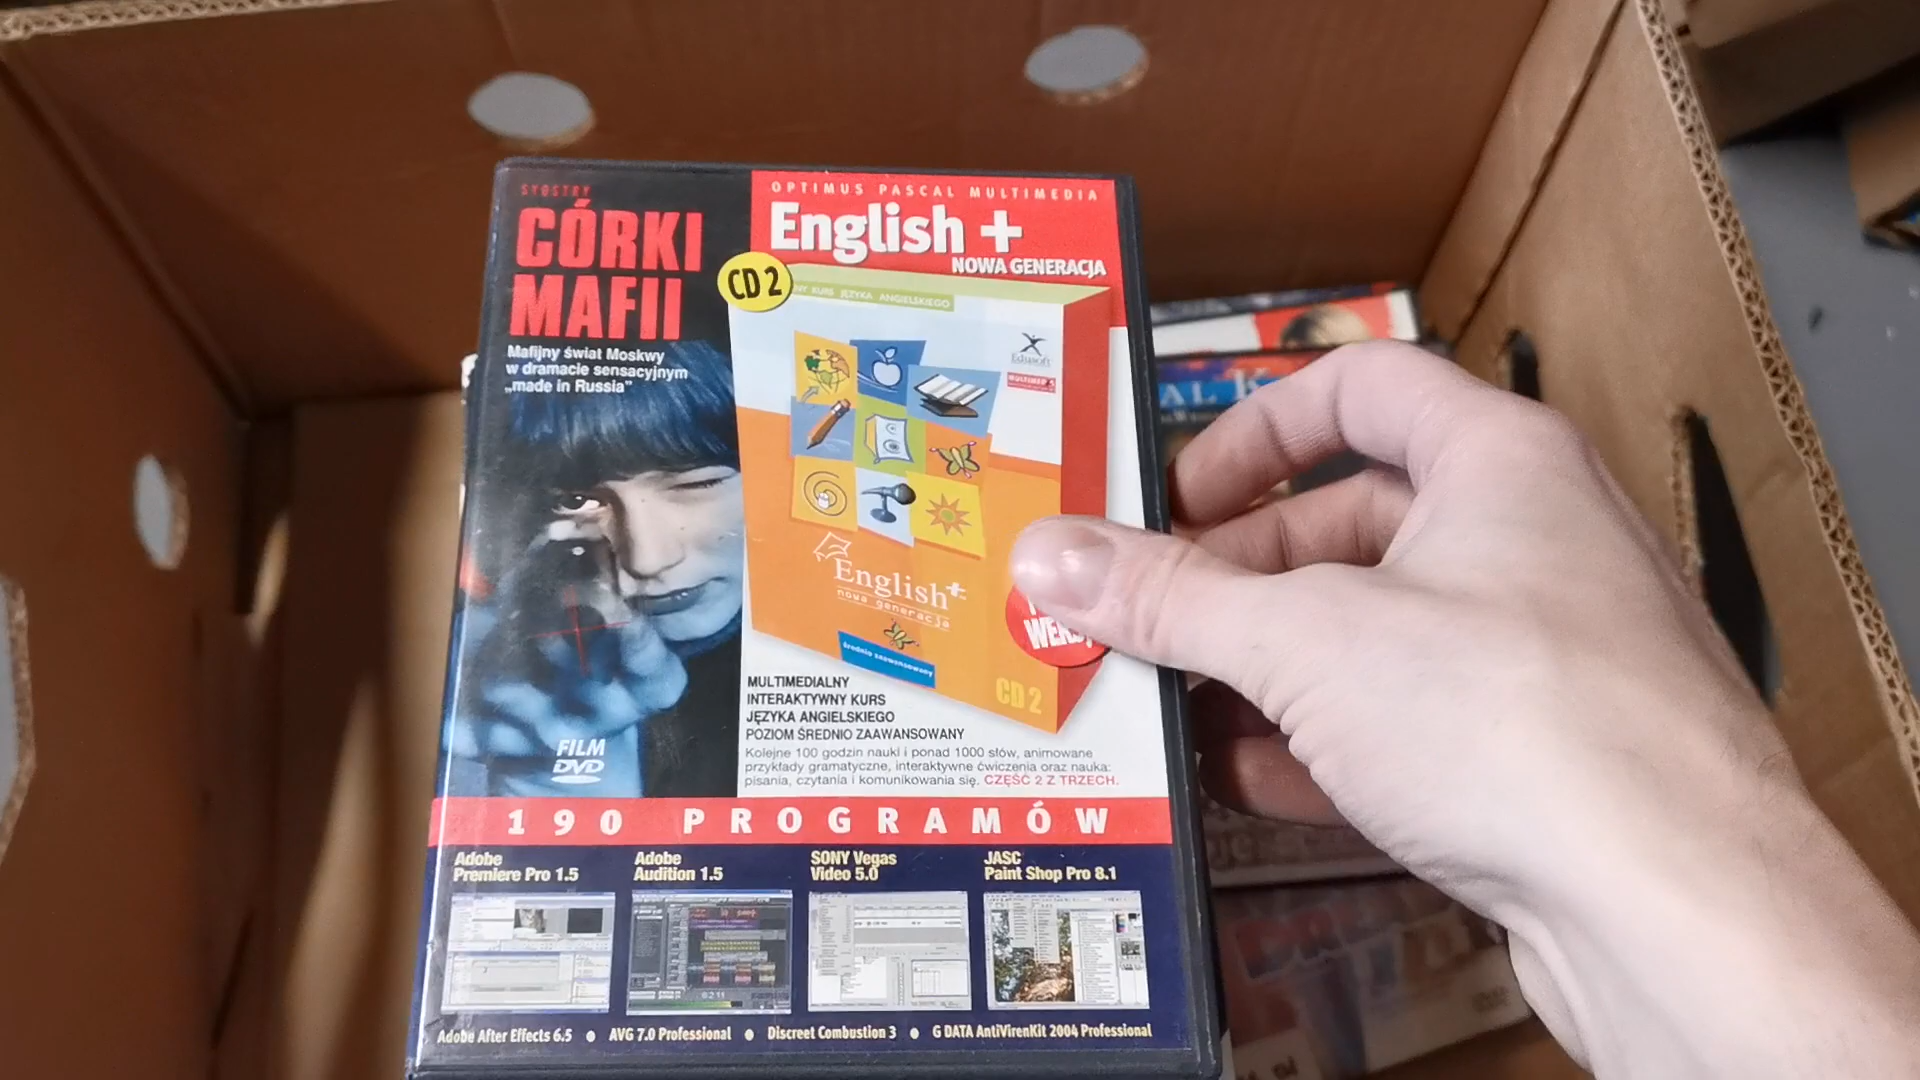 SYOSTRY
CÓRKI
MAFII
Mafijny świat Moskwy
w dramacie sensacyjnym
„made in Russia”
FILM
DVD
OPTIMUS PASCAL MULTIMEDIA
English +
NOWA GENERACJA
CD 2
KURS JĘZYKA ANGIELSKIEGO
Edusoft
English+
nowa generacja
średnio zaawansowany
CD 2
MULTIMEDIALNY
INTERAKTYWNY KURS
JĘZYKA ANGIELSKIEGO
POZIOM ŚREDNIO ZAAWANSOWANY
Kolejne 100 godzin nauki i ponad 1000 słów, animowane
przykłady gramatyczne, interaktywne ćwiczenia oraz nauka:
pisania, czytania i komunikowania się. CZĘŚĆ 2 Z TRZECH.
190 PROGRAMÓW
Adobe
Premiere Pro 1.5
Adobe
Audition 1.5
SONY Vegas
Video 5.0
JASC
Paint Shop Pro 8.1
Adobe After Effects 6.5 ● AVG 7.0 Professional ● Discreet Combustion 3 ● G DATA AntiVirenKit 2004 Professional